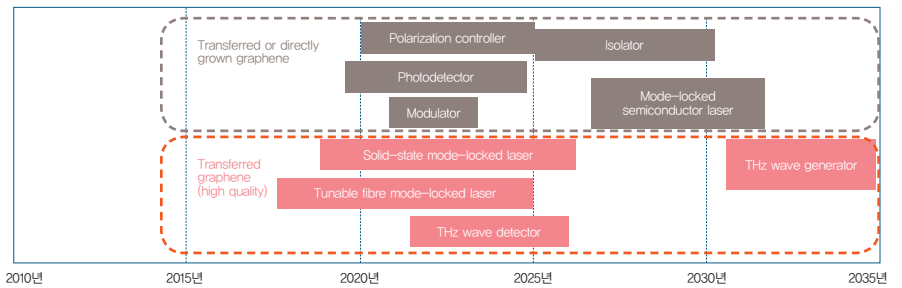 Transferred or directly
grown graphene
Polarization controller
Isolator
Photodetector
Mode-locked
semiconductor laser
Modulator
Transferred
graphene
(high quality)
Solid-state mode-locked laser
THz wave generator
Tunable fibre mode-locked laser
THz wave detector
2010년
2015년
2020년
2025년
2030년
2035년